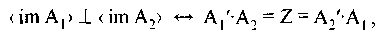 (im A₁) ⊥ (im A₂) ↔ A₁′·A₂ = Z = A₂′·A₁,